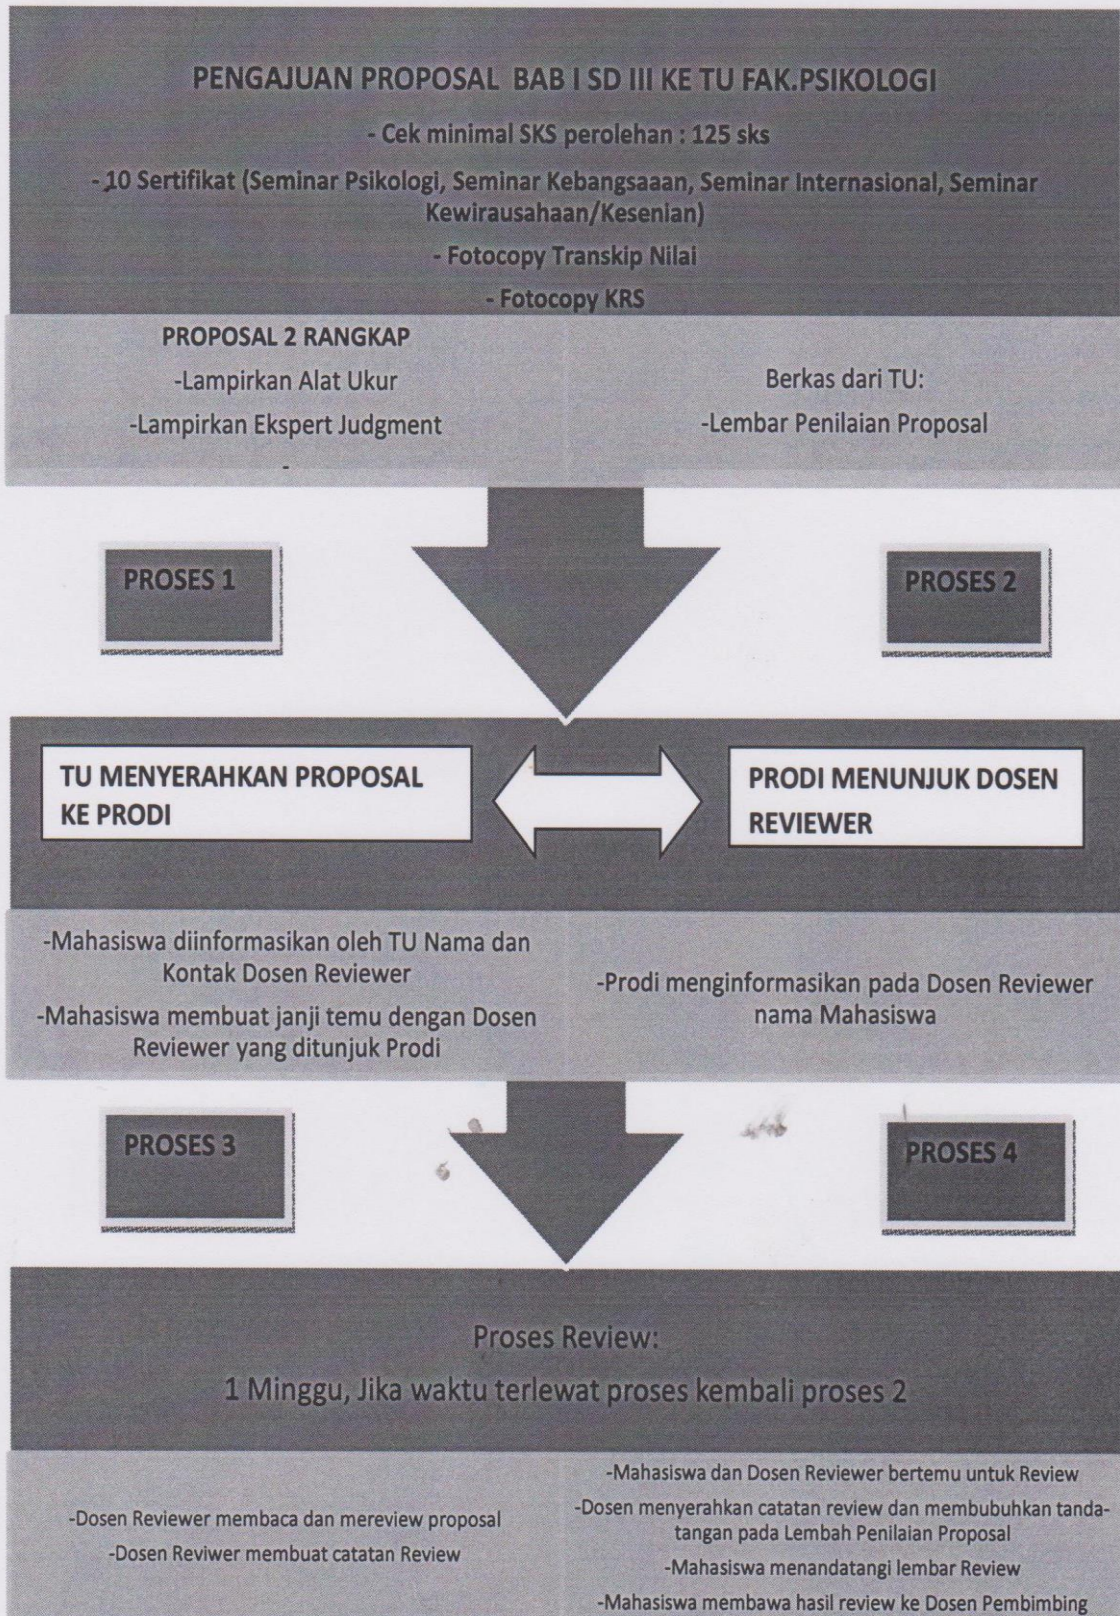 PENGAJUAN PROPOSAL BAB I SD III KE TU FAK.PSIKOLOGI
- Cek minimal SKS perolehan : 125 sks
- 10 Sertifikat (Seminar Psikologi, Seminar Kebangsaaan, Seminar Internasional, Seminar
Kewirausahaan/Kesenian)
- Fotocopy Transkip Nilai
- Fotocopy KRS
PROPOSAL 2 RANGKAP
-Lampirkan Alat Ukur
-Lampirkan Ekspert Judgment
-
Berkas dari TU:
-Lembar Penilaian Proposal
PROSES 1
PROSES 2
TU MENYERAHKAN PROPOSAL
KE PRODI
PRODI MENUNJUK DOSEN
REVIEWER
-Mahasiswa diinformasikan oleh TU Nama dan
Kontak Dosen Reviewer
-Mahasiswa membuat janji temu dengan Dosen
Reviewer yang ditunjuk Prodi
-Prodi menginformasikan pada Dosen Reviewer
nama Mahasiswa
PROSES 3
PROSES 4
Proses Review:
1 Minggu, Jika waktu terlewat proses kembali proses 2
-Dosen Reviewer membaca dan mereview proposal
-Dosen Reviwer membuat catatan Review
-Mahasiswa dan Dosen Reviewer bertemu untuk Review
-Dosen menyerahkan catatan review dan membubuhkan tanda-
tangan pada Lembah Penilaian Proposal
-Mahasiswa menandatangi lembar Review
-Mahasiswa membawa hasil review ke Dosen Pembimbing